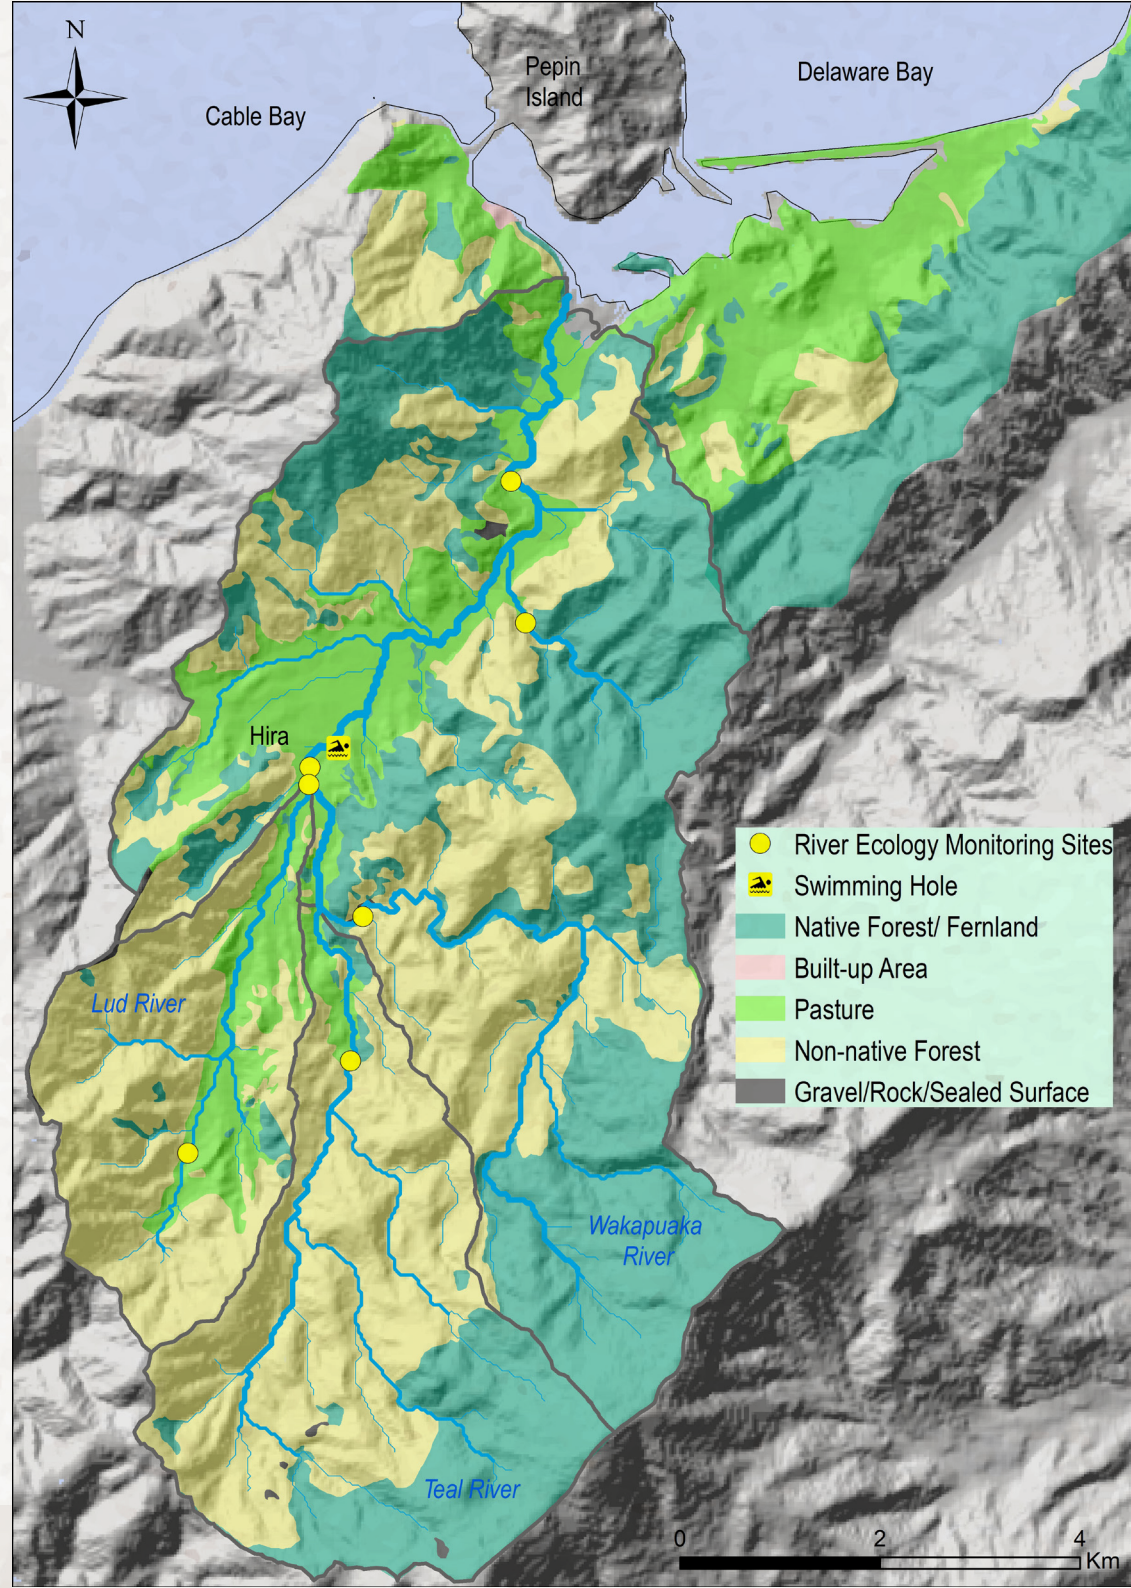 N
Pepin
Island
Delaware Bay
Cable Bay
Hira
River Ecology Monitoring Sites
Swimming Hole
Native Forest/ Fernland
Built-up Area
Pasture
Non-native Forest
Gravel/Rock/Sealed Surface
Lud River
Wakapuaka
River
Teal River
0 2 4
Km